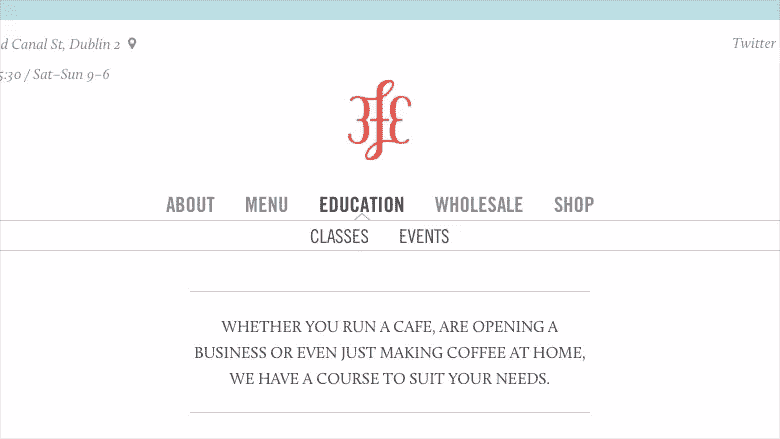 d Canal St, Dublin 2
Twitter
5:30 / Sat–Sun 9–6
3fE
ABOUT MENU EDUCATION WHOLESALE SHOP
CLASSES EVENTS
WHETHER YOU RUN A CAFE, ARE OPENING A
BUSINESS OR EVEN JUST MAKING COFFEE AT HOME,
WE HAVE A COURSE TO SUIT YOUR NEEDS.